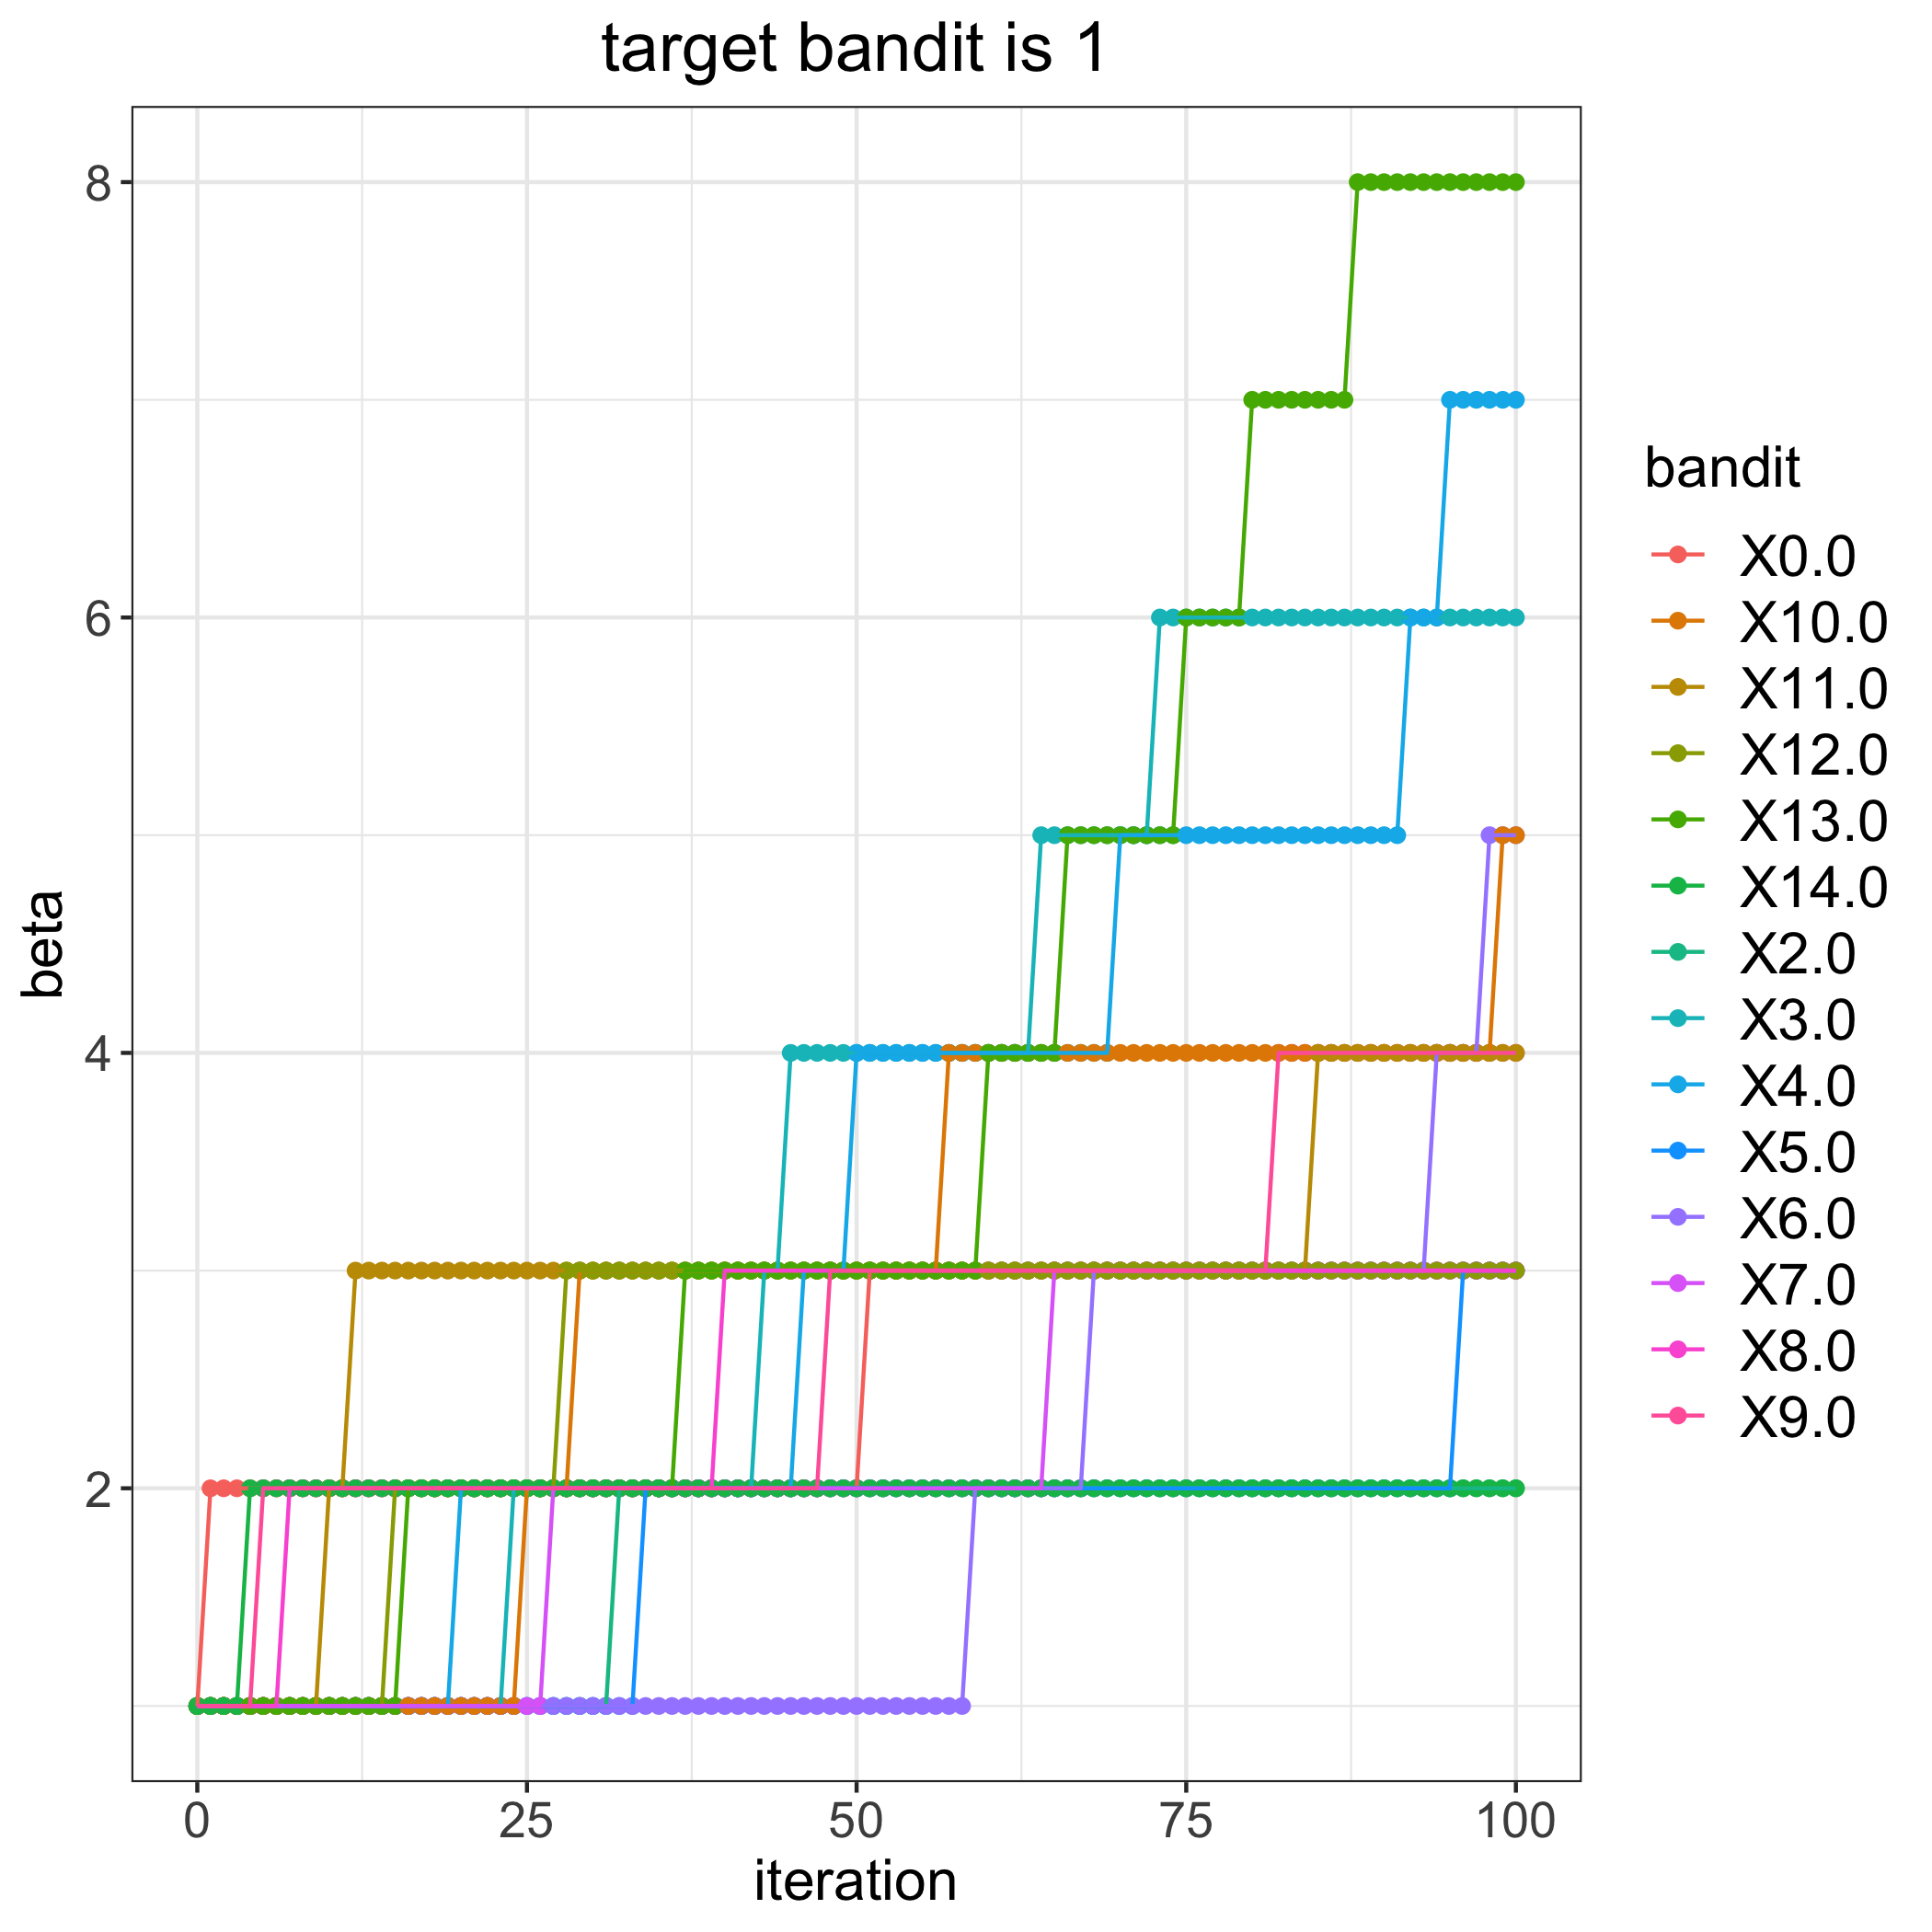 target bandit is 1
8
6
4
2
beta
0 25 50 75 100
iteration
bandit
X0.0
X10.0
X11.0
X12.0
X13.0
X14.0
X2.0
X3.0
X4.0
X5.0
X6.0
X7.0
X8.0
X9.0